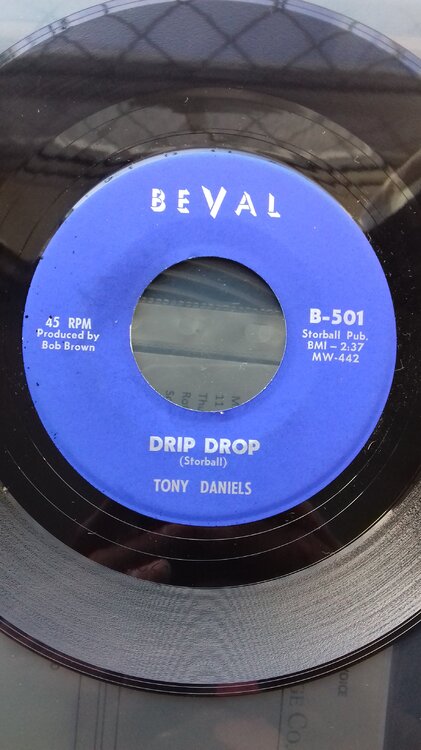 BEVAL
45 RPM
Produced by
Bob Brown
B-501
Storball Pub.
BMI – 2:37
MW-442
DRIP DROP
(Storball)
TONY DANIELS